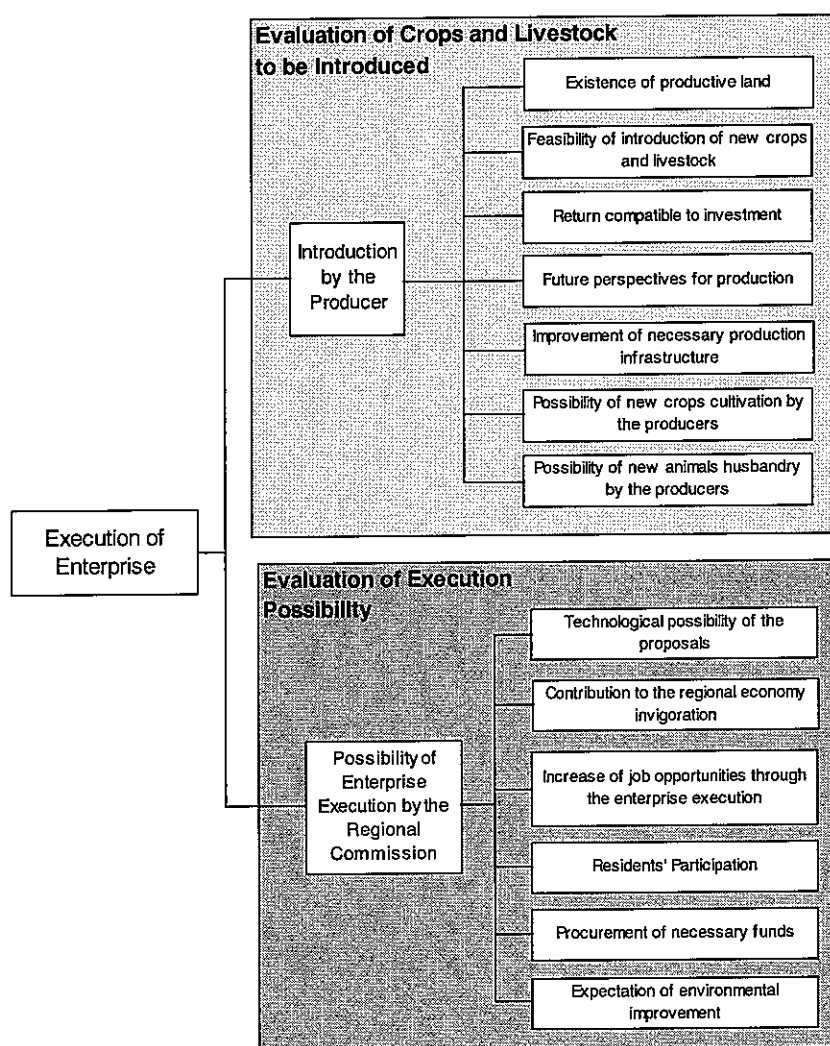 Evaluation of Crops and Livestock
to be Introduced
Existence of productive land
Feasibility of introduction of new crops
and livestock
Return compatible to investment
Introduction
by the
Producer
Future perspectives for production
Improvement of necessary production
infrastructure
Possibility of new crops cultivation by
the producers
Possibility of new animals husbandry
by the producers
Execution of
Enterprise
Evaluation of Execution
Possibility
Technological possibility of the
proposals
Contribution to the regional economy
invigoration
Possibility of
Enterprise
Execution by the
Regional
Commission
Increase of job opportunities through
the enterprise execution
Residents' Participation
Procurement of necessary funds
Expectation of environmental
improvement